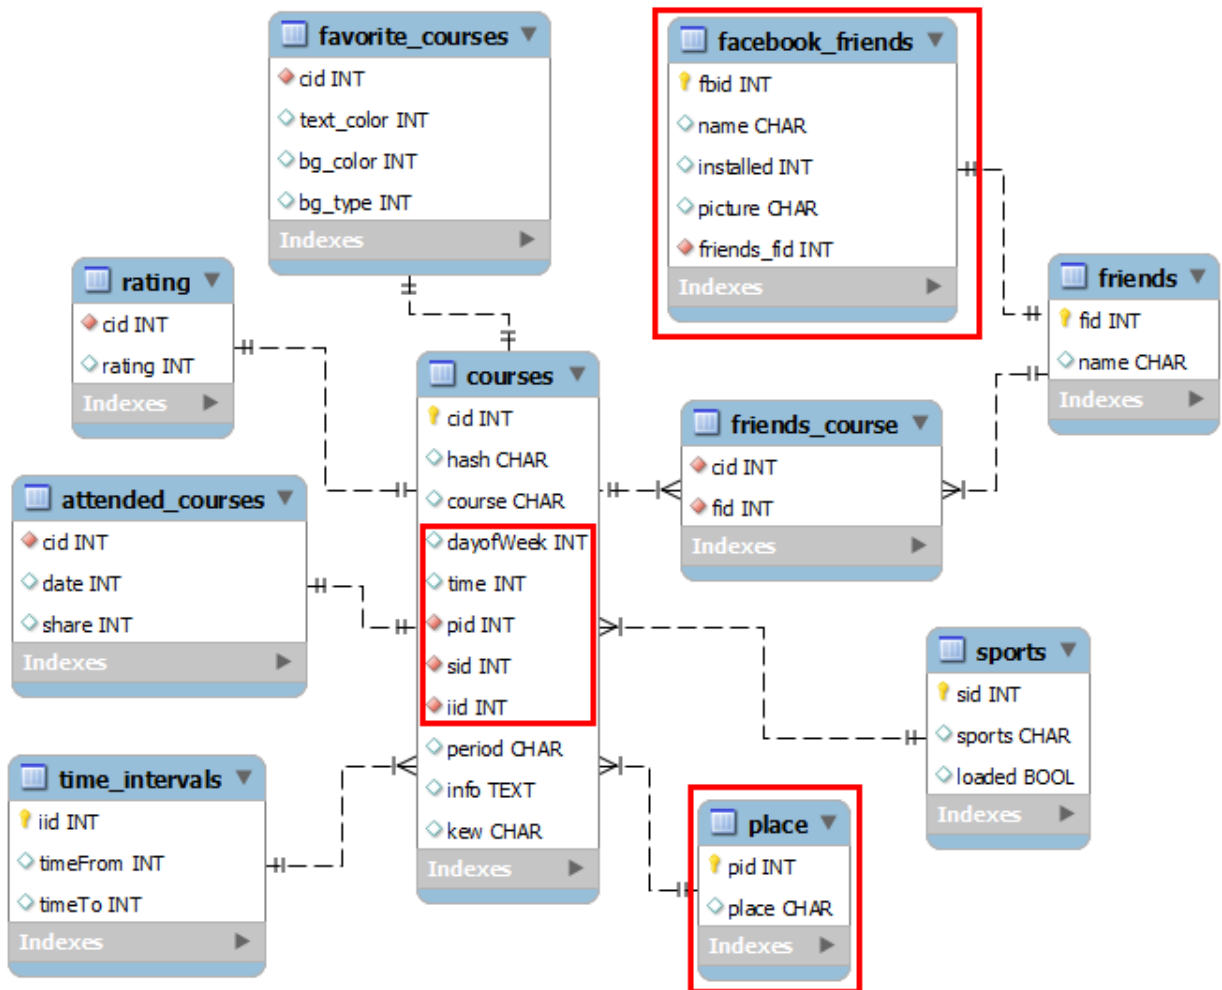 favorite_courses
cid INT
text_color INT
bg_color INT
bg_type INT
Indexes
facebook_friends
fbid INT
name CHAR
installed INT
picture CHAR
friends_fid INT
Indexes
rating
cid INT
rating INT
Indexes
friends
fid INT
name CHAR
Indexes
courses
cid INT
hash CHAR
course CHAR
dayofWeek INT
time INT
pid INT
sid INT
iid INT
period CHAR
info TEXT
kew CHAR
Indexes
friends_course
cid INT
fid INT
Indexes
attended_courses
cid INT
date INT
share INT
Indexes
sports
sid INT
sports CHAR
loaded BOOL
Indexes
time_intervals
iid INT
timeFrom INT
timeTo INT
Indexes
place
pid INT
place CHAR
Indexes